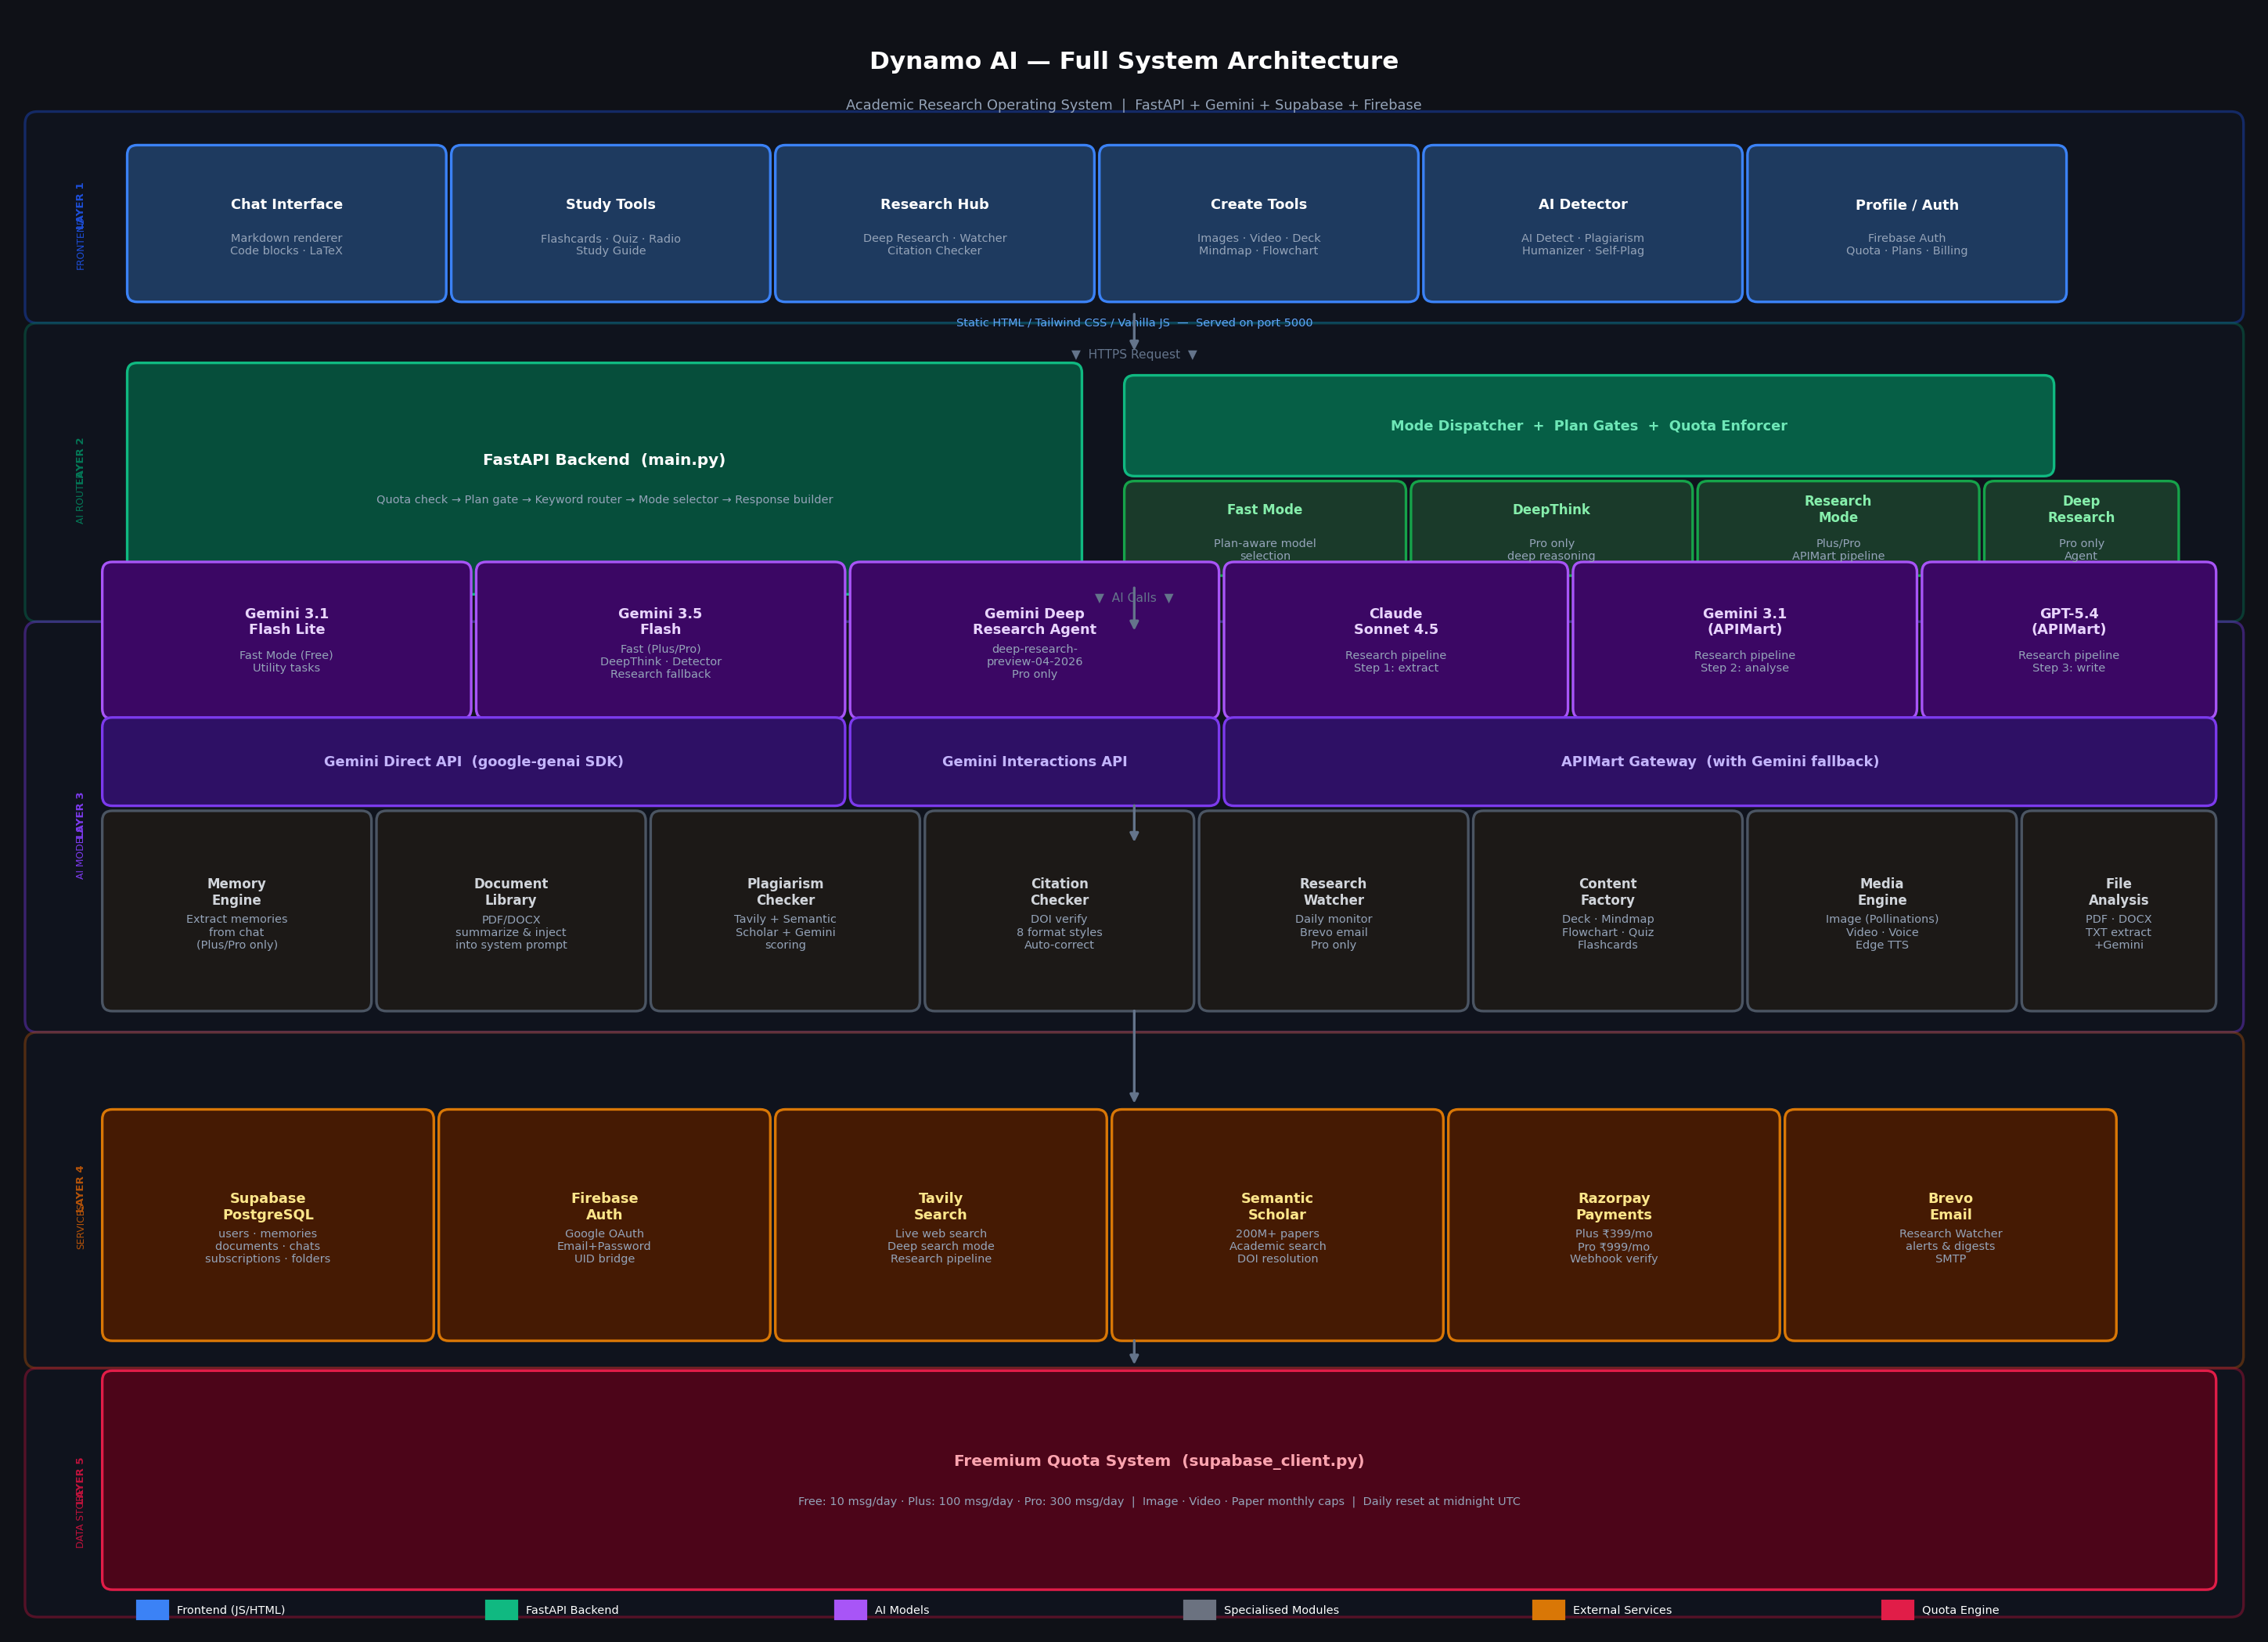 Dynamo AI — Full System Architecture
Academic Research Operating System | FastAPI + Gemini + Supabase + Firebase
LAYER 1
Chat Interface
Markdown renderer
Code blocks · LaTeX
Study Tools
Flashcards · Quiz · Radio
Study Guide
Research Hub
Deep Research · Watcher
Citation Checker
Create Tools
Images · Video · Deck
Mindmap · Flowchart
AI Detector
AI Detect · Plagiarism
Humanizer · Self-Plag
Profile / Auth
Firebase Auth
Quota · Plans · Billing
Static HTML / Tailwind CSS / Vanilla JS — Served on port 5000
▼ HTTPS Request ▼
LAYER 2
FastAPI Backend (main.py)
Quota check → Plan gate → Keyword router → Mode selector → Response builder
Mode Dispatcher + Plan Gates + Quota Enforcer
Fast Mode
Plan-aware model
selection
DeepThink
Pro only
deep reasoning
Research
Mode
Plus/Pro
APIMart pipeline
Deep
Research
Pro only
Agent
▼ AI Calls ▼
LAYER 3
Gemini 3.1
Flash Lite
Fast Mode (Free)
Utility tasks
Gemini 3.5
Flash
Fast (Plus/Pro)
DeepThink · Detector
Research fallback
Gemini Deep
Research Agent
deep-research-
preview-04-2026
Pro only
Claude
Sonnet 4.5
Research pipeline
Step 1: extract
Gemini 3.1
(APIMart)
Research pipeline
Step 2: analyse
GPT-5.4
(APIMart)
Research pipeline
Step 3: write
Gemini Direct API (google-genai SDK)
Gemini Interactions API
APIMart Gateway (with Gemini fallback)
Memory
Engine
Extract memories
from chat
(Plus/Pro only)
Document
Library
PDF/DOCX
summarize & inject
into system prompt
Plagiarism
Checker
Tavily + Semantic
Scholar + Gemini
scoring
Citation
Checker
DOI verify
8 format styles
Auto-correct
Research
Watcher
Daily monitor
Brevo email
Pro only
Content
Factory
Deck · Mindmap
Flowchart · Quiz
Flashcards
Media
Engine
Image (Pollinations)
Video · Voice
Edge TTS
File
Analysis
PDF · DOCX
TXT extract
+Gemini
LAYER 4
Supabase
PostgreSQL
users · memories
documents · chats
subscriptions · folders
Firebase
Auth
Google OAuth
Email+Password
UID bridge
Tavily
Search
Live web search
Deep search mode
Research pipeline
Semantic
Scholar
200M+ papers
Academic search
DOI resolution
Razorpay
Payments
Plus ₹399/mo
Pro ₹999/mo
Webhook verify
Brevo
Email
Research Watcher
alerts & digests
SMTP
LAYER 5
Freemium Quota System (supabase_client.py)
Free: 10 msg/day · Plus: 100 msg/day · Pro: 300 msg/day | Image · Video · Paper monthly caps | Daily reset at midnight UTC
Frontend (JS/HTML)
FastAPI Backend
AI Models
Specialised Modules
External Services
Quota Engine